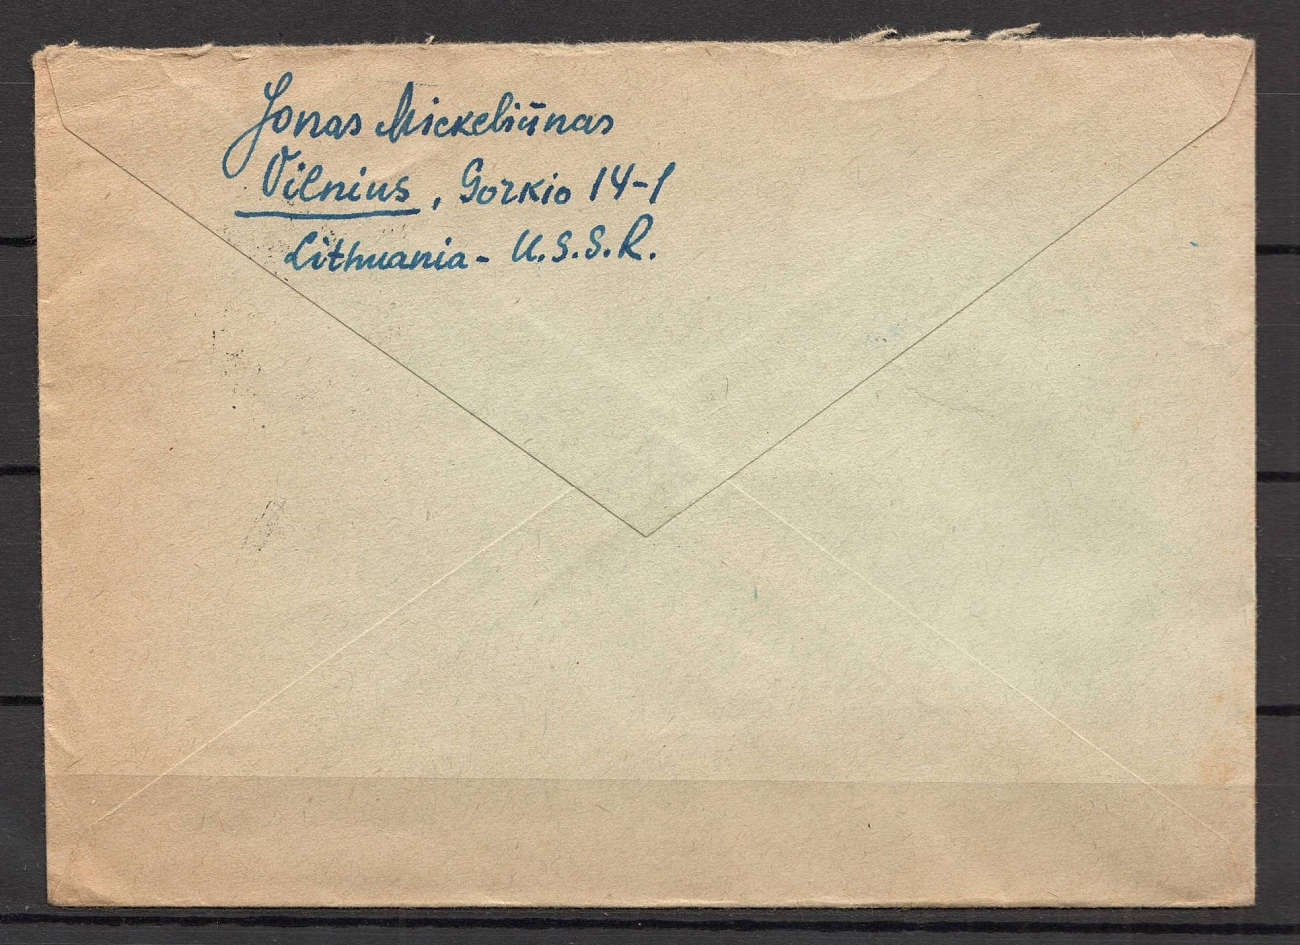 Jonas Mickeliūnas
Vilnius, Gorkio 14-1
Lithuania - U.S.S.R.